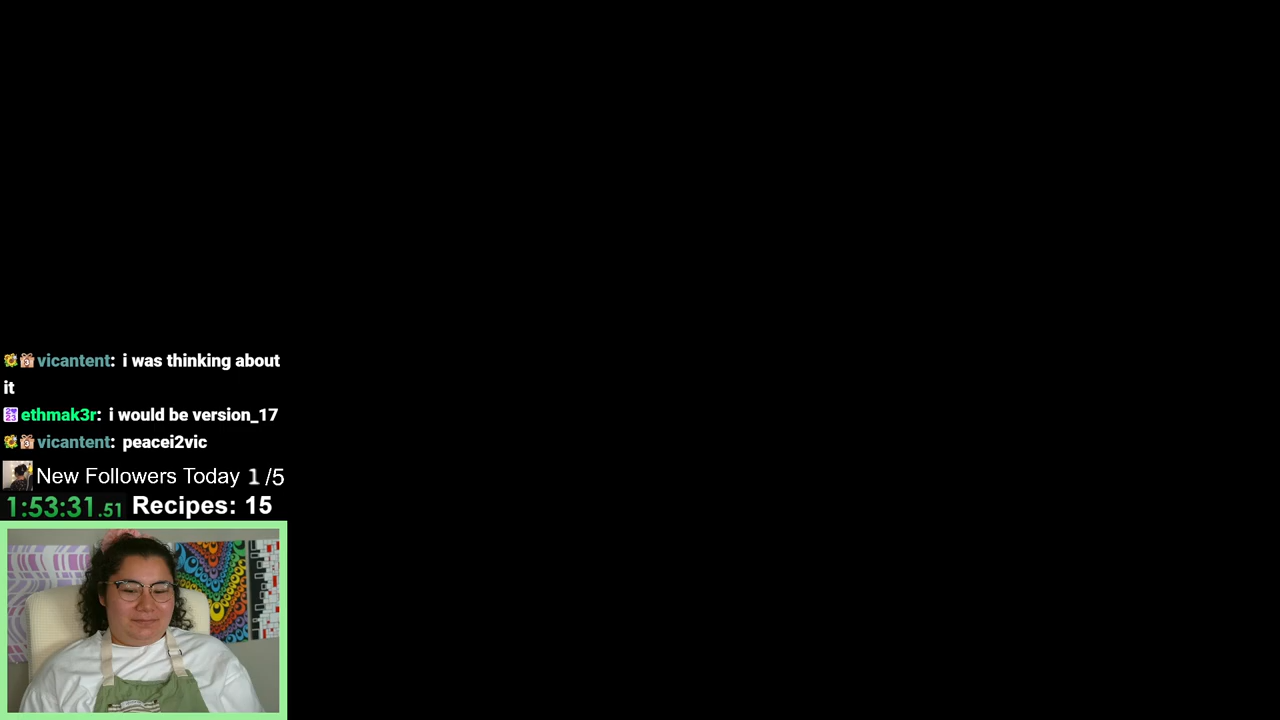 vicantent: i was thinking about
it
ethmak3r: i would be version_17
vicantent: peacei2vic
New Followers Today 1 /5
1:53:31.51 Recipes: 15